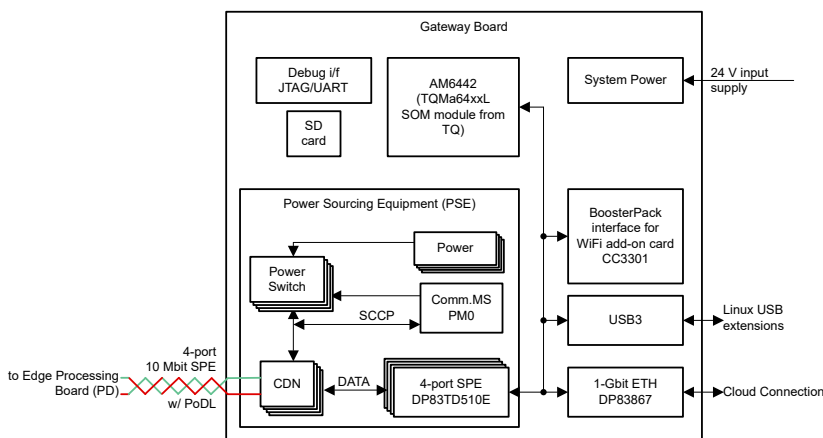 Gateway Board
Debug i/f
JTAG/UART
AM6442
(TQMa64xxL
SOM module from
TQ)
System Power
24 V input
supply
SD
card
Power Sourcing Equipment (PSE)
Power
Power
Switch
Comm.MS
PM0
SCCP
BoosterPack
interface for
WiFi add-on card
CC3301
USB3
Linux USB
extensions
4-port
10 Mbit SPE
to Edge Processing
Board (PD)
w/ PoDL
CDN
DATA
4-port SPE
DP83TD510E
1-Gbit ETH
DP83867
Cloud Connection